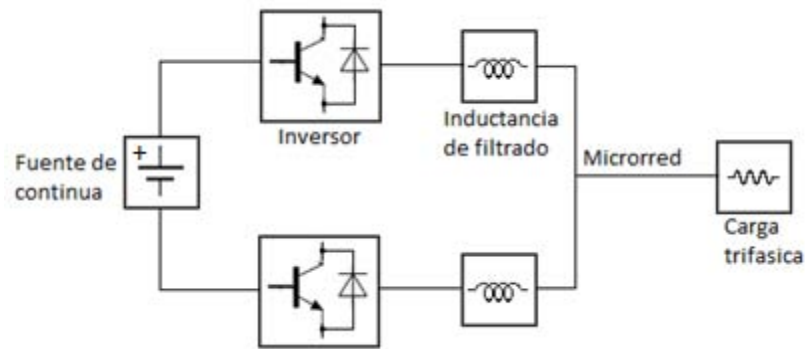 Inversor
Inductancia
de filtrado
Fuente de
continua
+
Microrred
Carga
trifasica